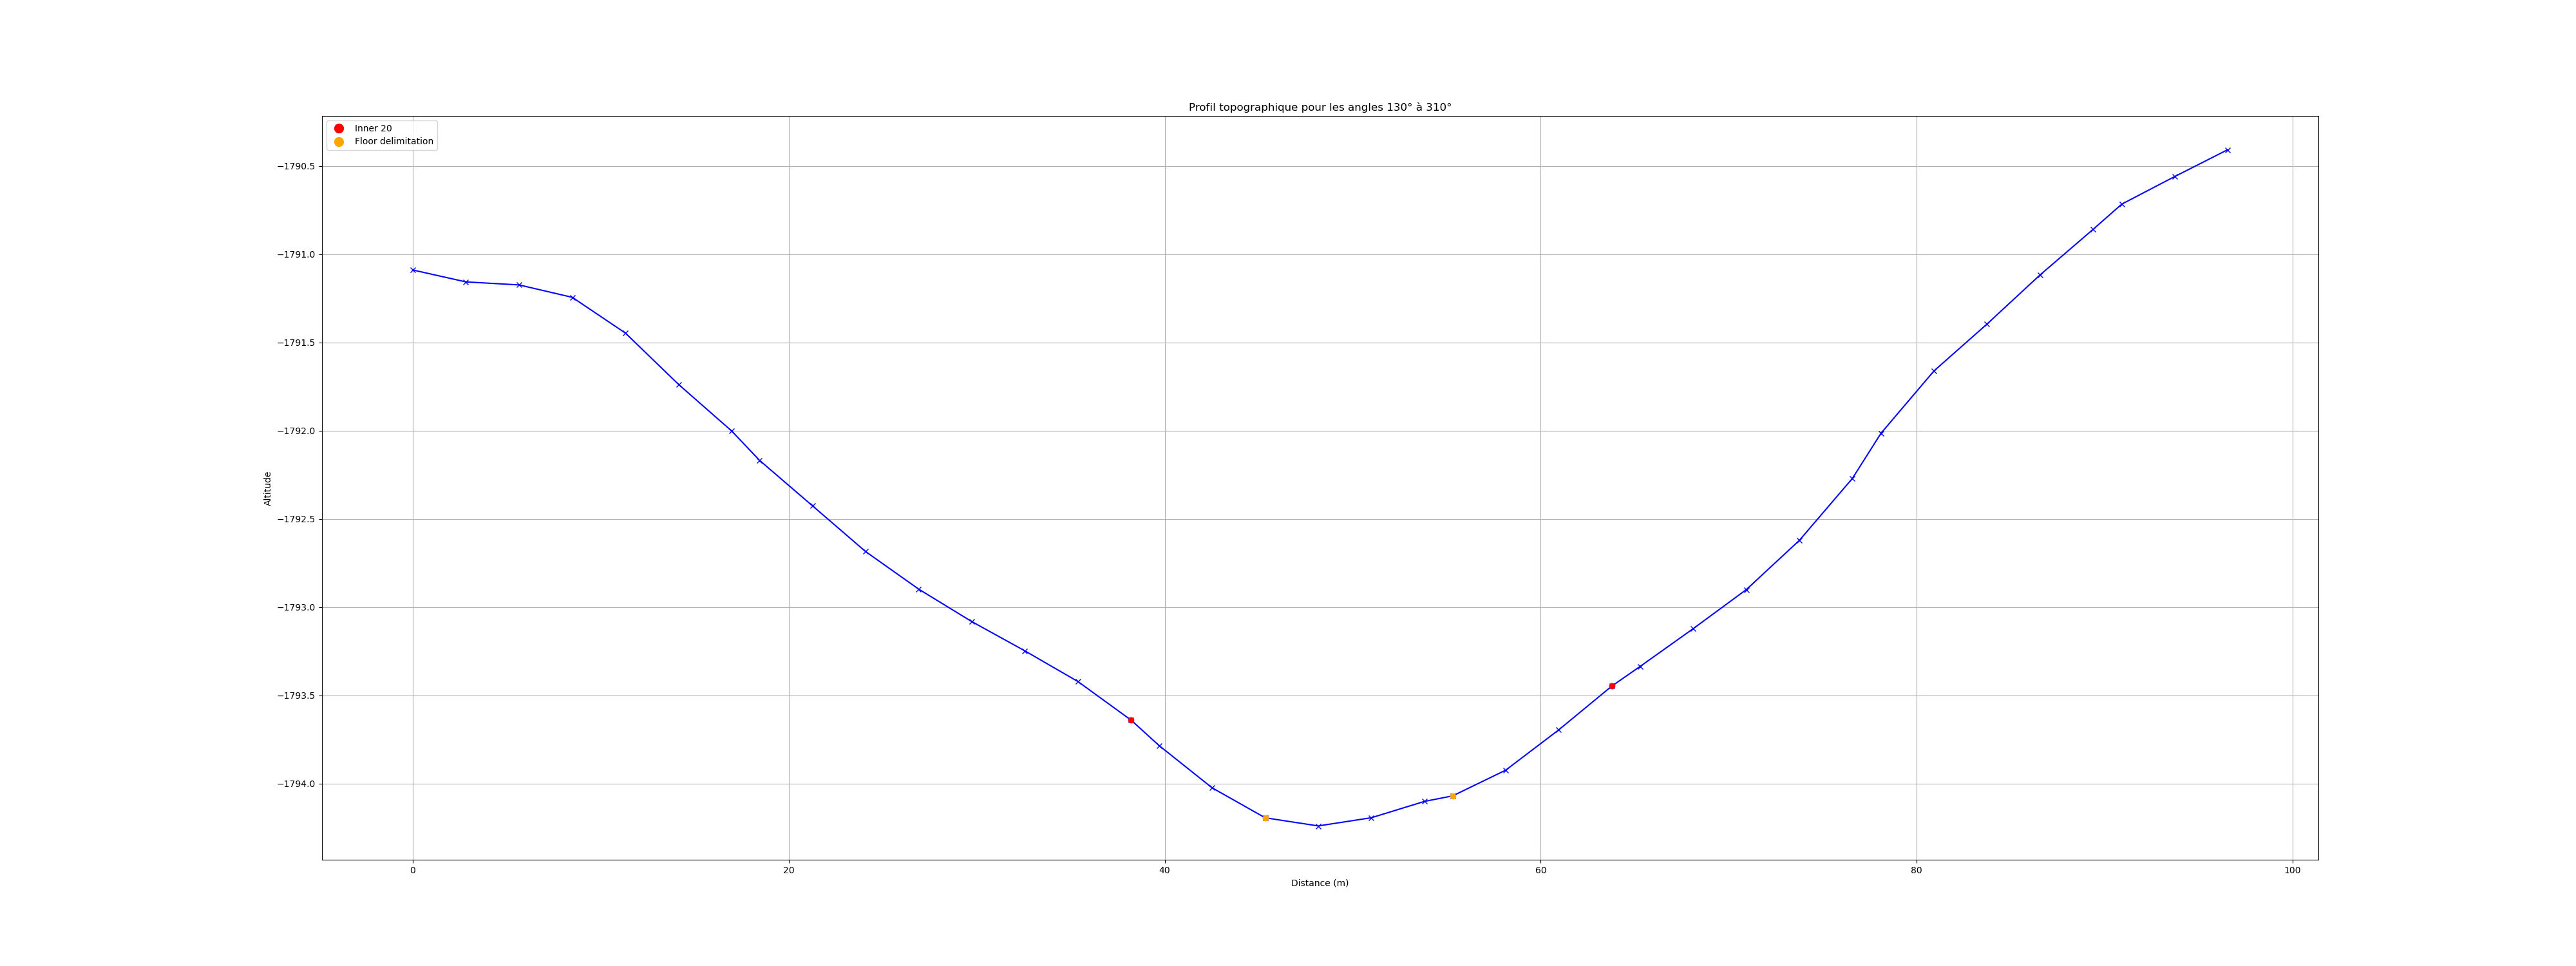 Profil topographique pour les angles 130° à 310°
Inner 20
Floor delimitation
−1790.5
−1791.0
−1791.5
−1792.0
−1792.5
−1793.0
−1793.5
−1794.0
Altitude
0 20 40 60 80 100
Distance (m)